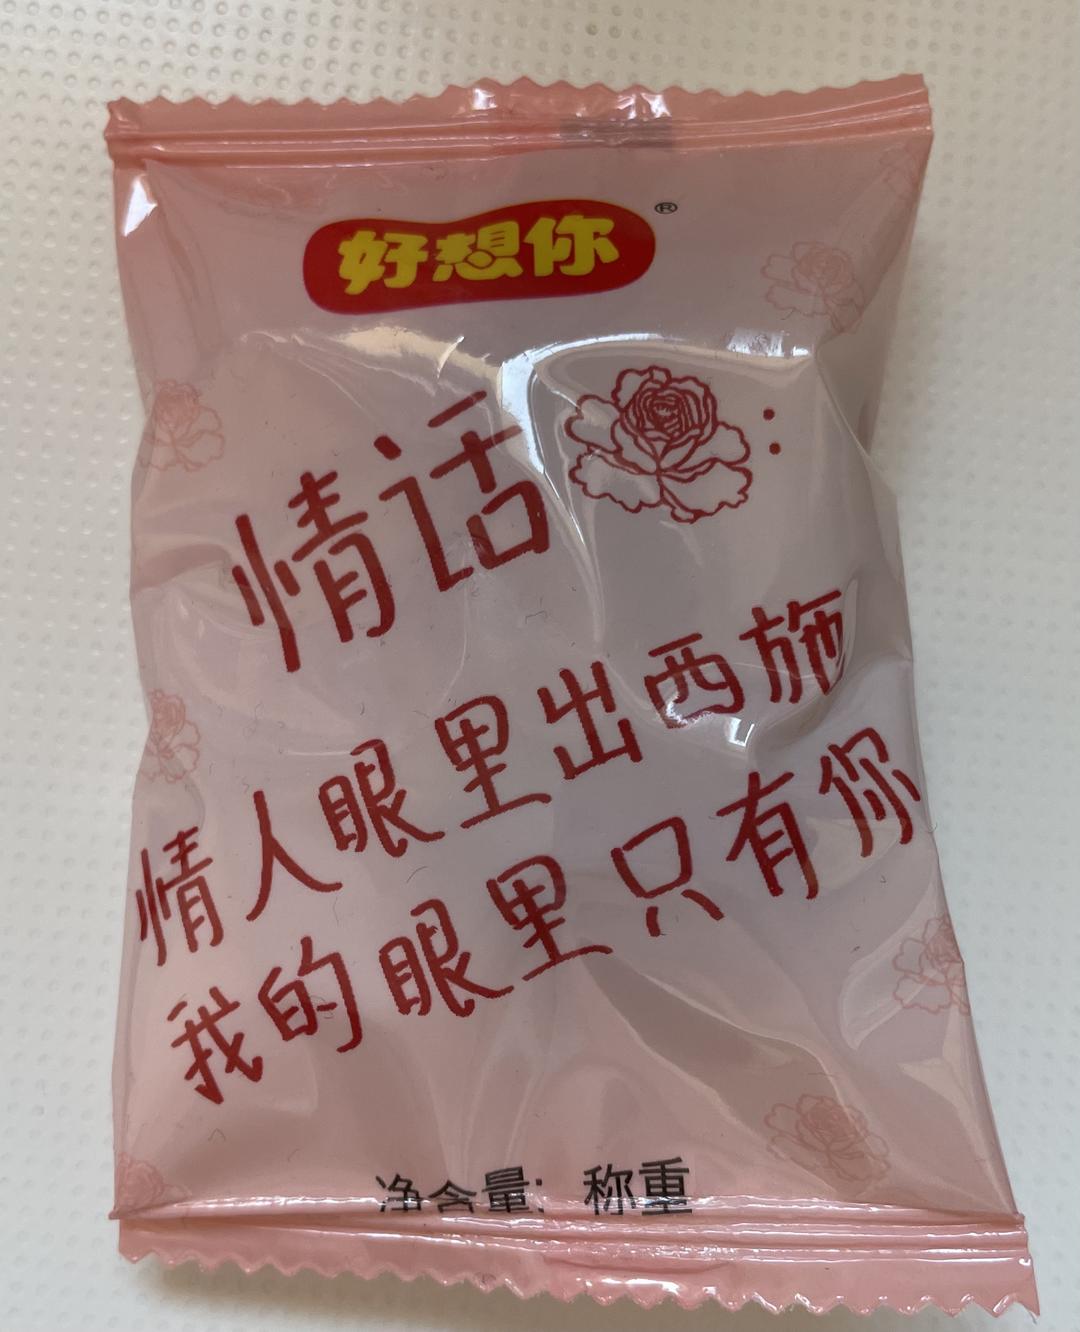 好想你®
情话:
情人眼里出西施
我的眼里只有你
净含量: 称重